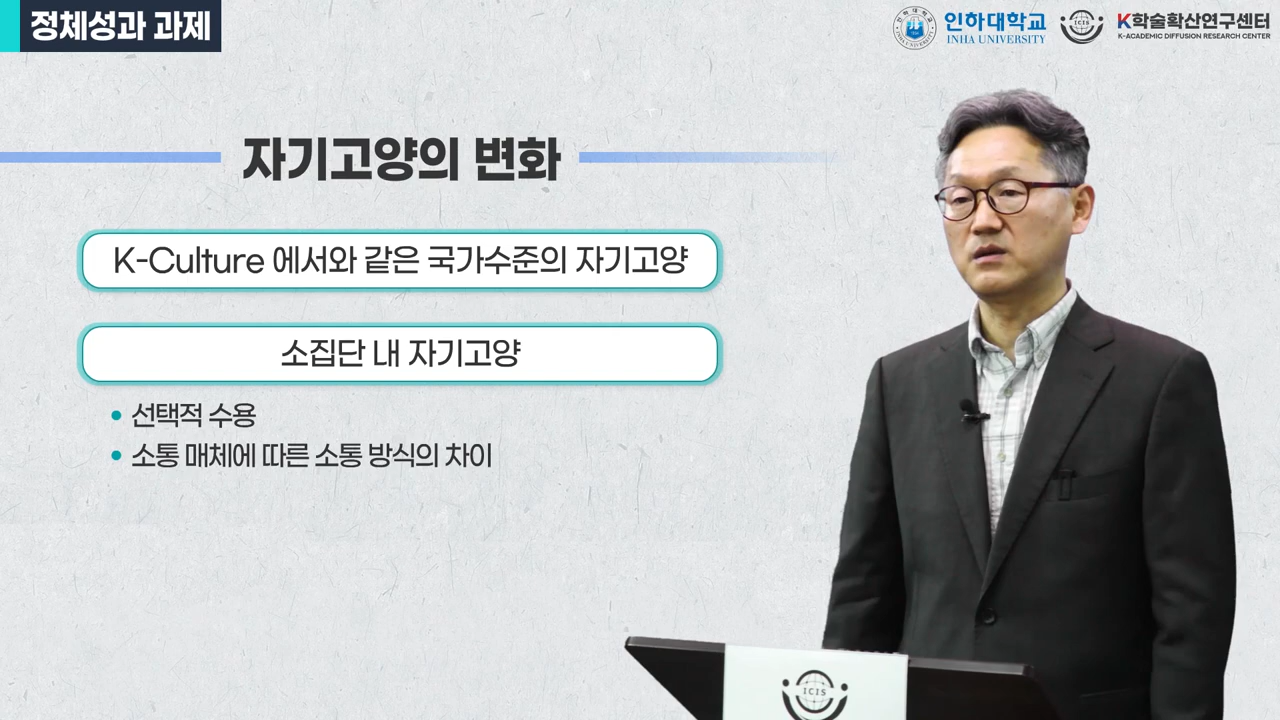 정체성과 과제
인하대학교
INHA UNIVERSITY
ICIS
K학술확산연구센터
K-ACADEMIC DIFFUSION RESEARCH CENTER
자기고양의 변화
K-Culture 에서와 같은 국가수준의 자기고양
소집단 내 자기고양
선택적 수용
소통 매체에 따른 소통 방식의 차이
ICIS